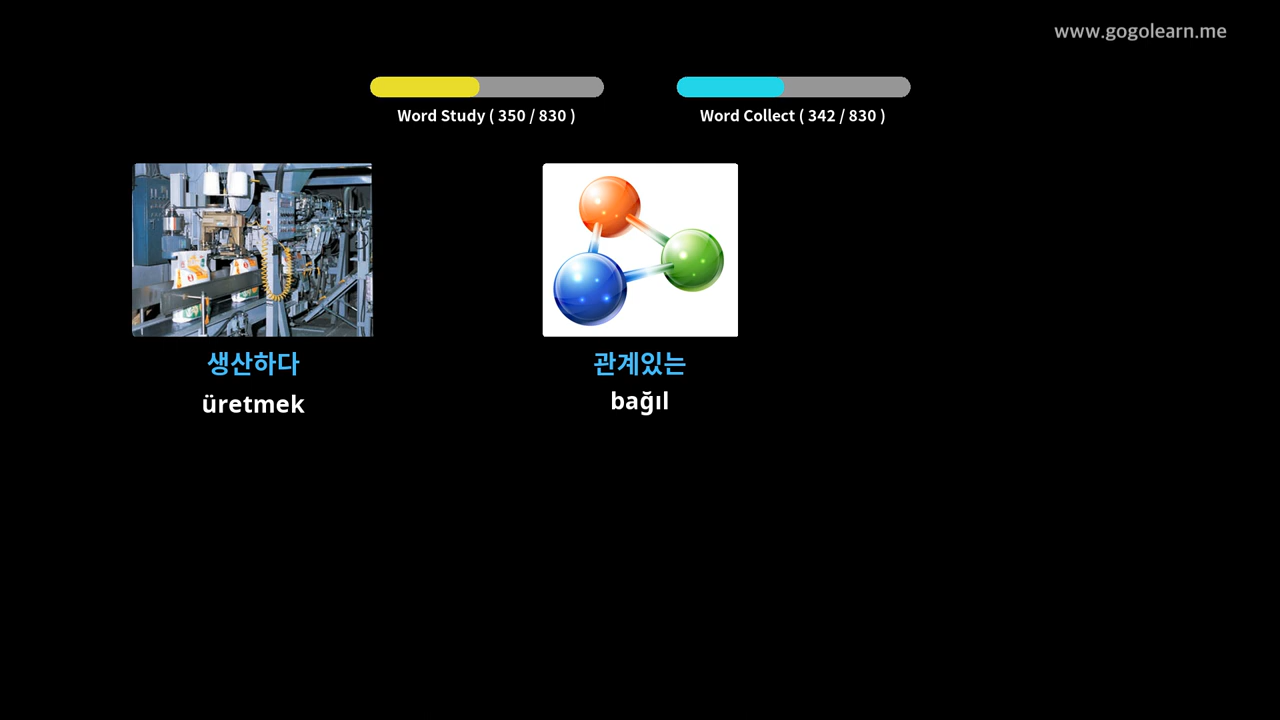 www.gogolearn.me
Word Study ( 350 / 830 )
Word Collect ( 342 / 830 )
생산하다
üretmek
관계있는
bağıl